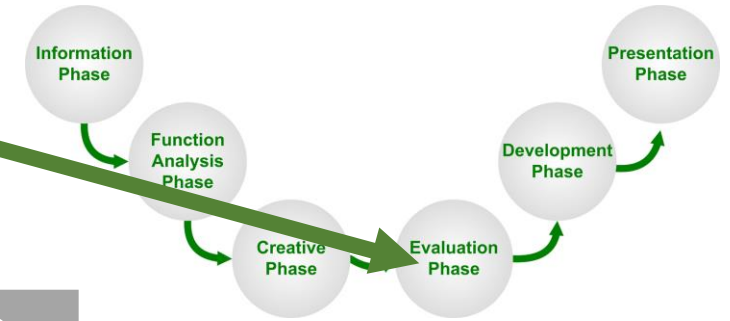 Information
Phase
Function
Analysis
Phase
Creative
Phase
Evaluation
Phase
Development
Phase
Presentation
Phase